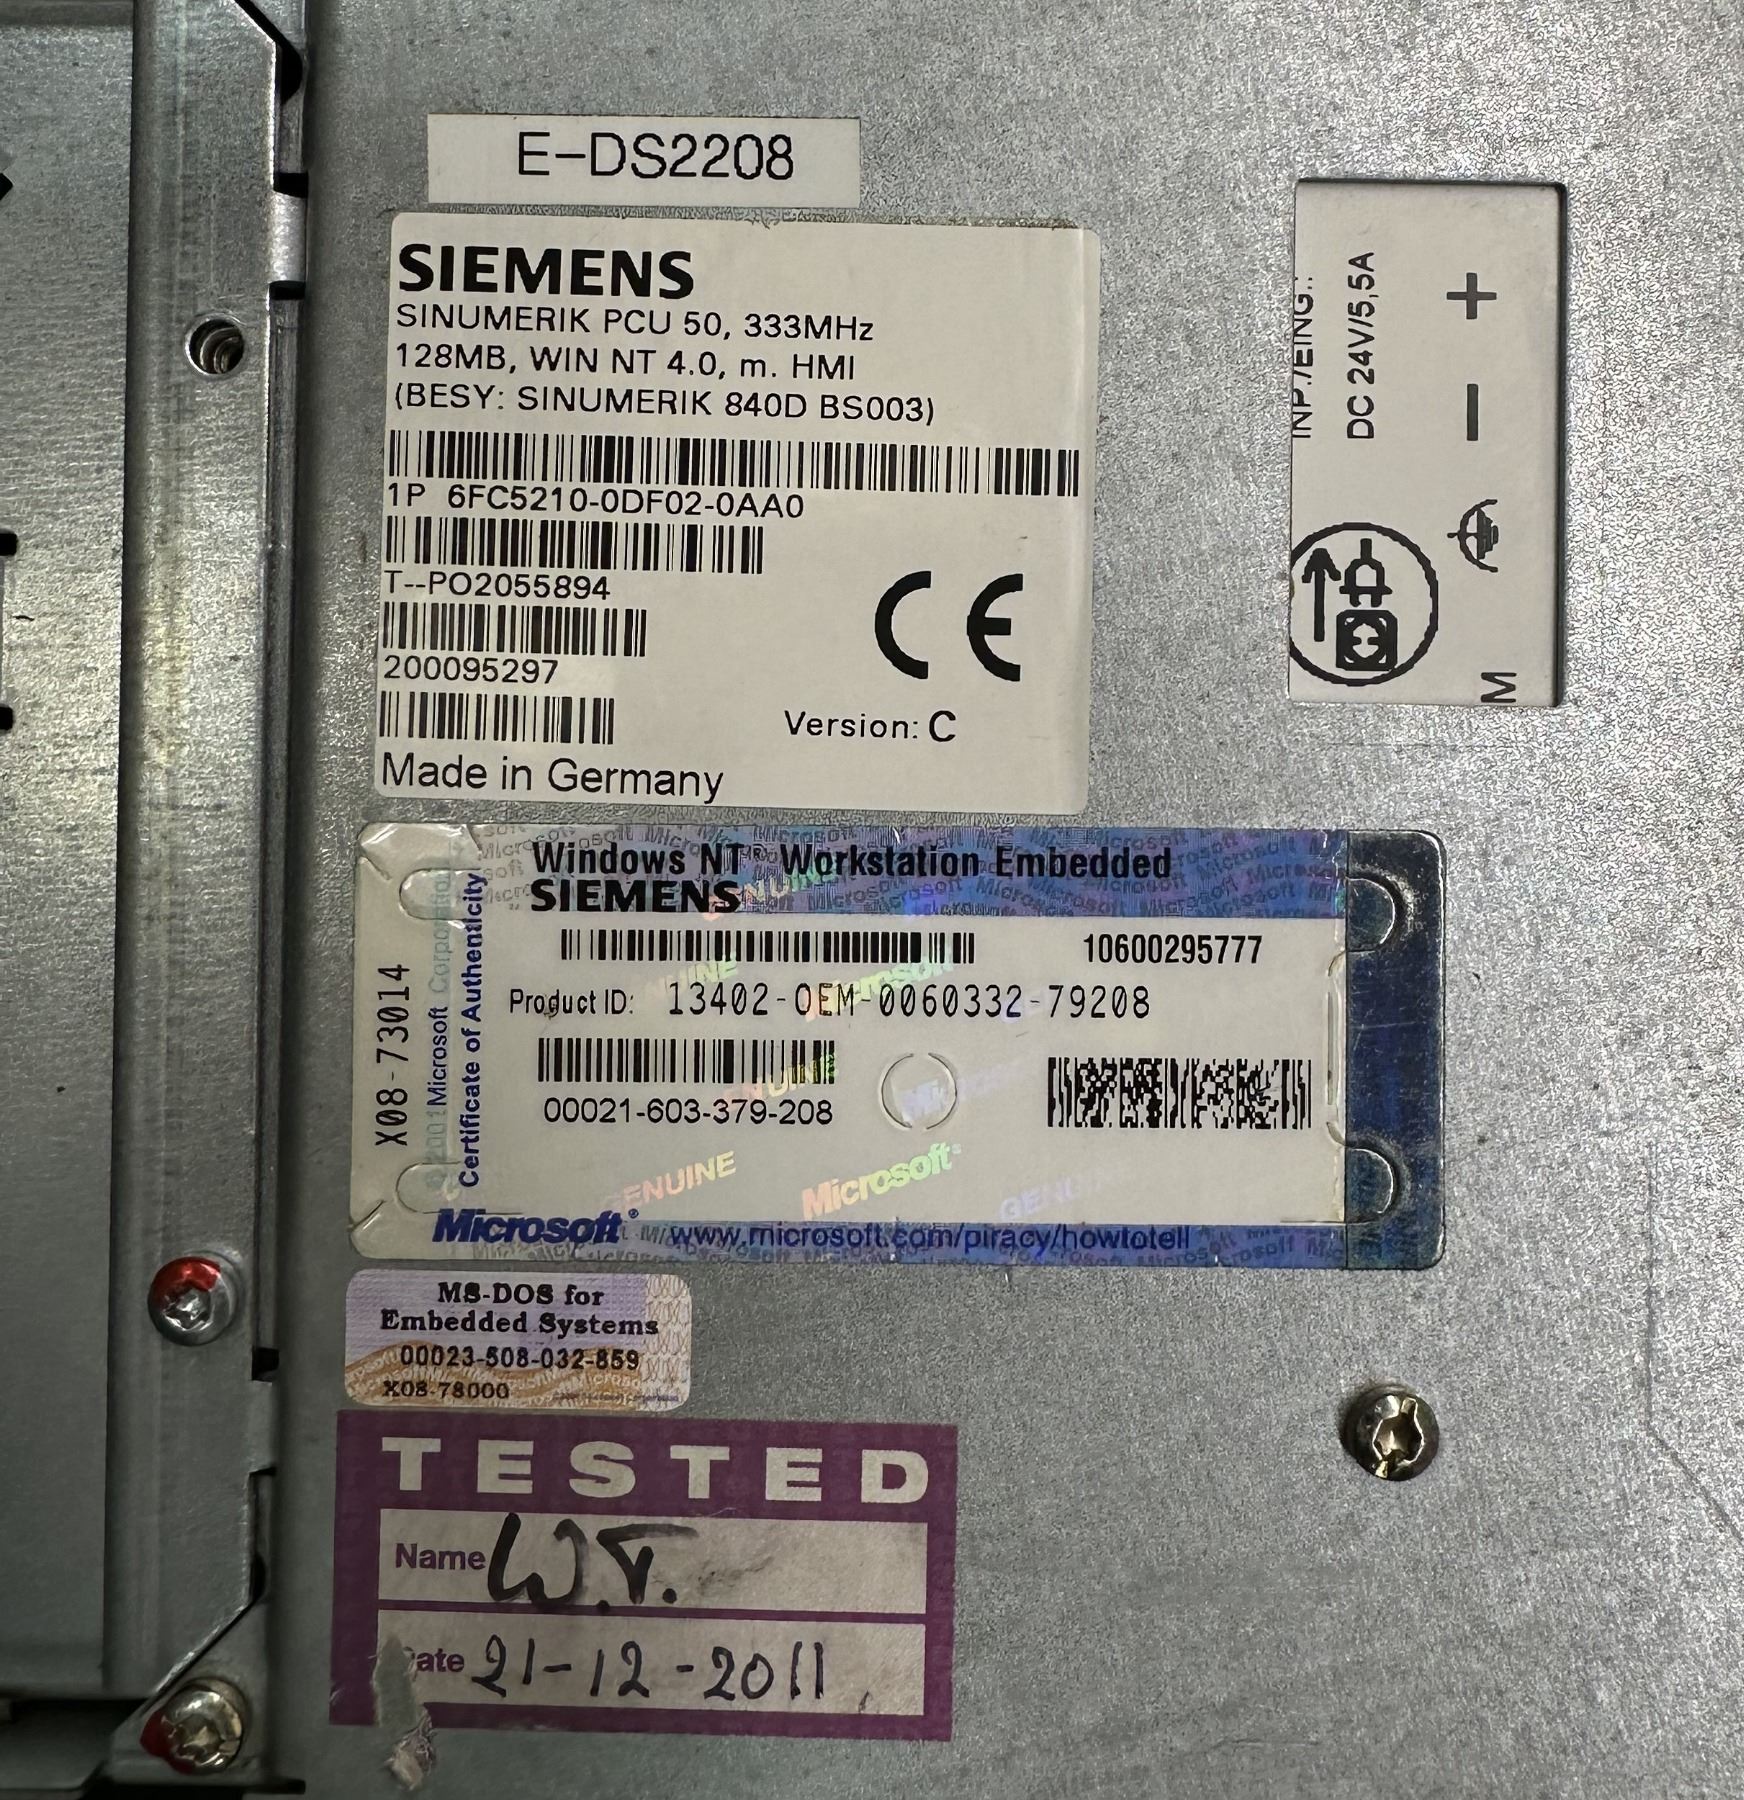 E-DS2208
SIEMENS
SINUMERIK PCU 50, 333MHz
128MB, WIN NT 4.0, m. HMI
(BESY: SINUMERIK 840D BS003)
1P 6FC5210-0DF02-0AA0
T--PO2055894
200095297
CE
Version: C
Made in Germany
INP./EING.:
DC 24V/5,5A
+
−
M
Windows NT® Workstation Embedded
SIEMENS
10600295777
Product ID: 13402-OEM-0060332-79208
00021-603-379-208
X08-73014
©2001 Microsoft Corporation
Certificate of Authenticity
GENUINE
Microsoft
GENUINE
Microsoft®
Microsoft®
www.microsoft.com/piracy/howtotell
MS-DOS for
Embedded Systems
00023-508-032-859
X08-78000
TESTED
Name W.T.
Date 21-12-2011